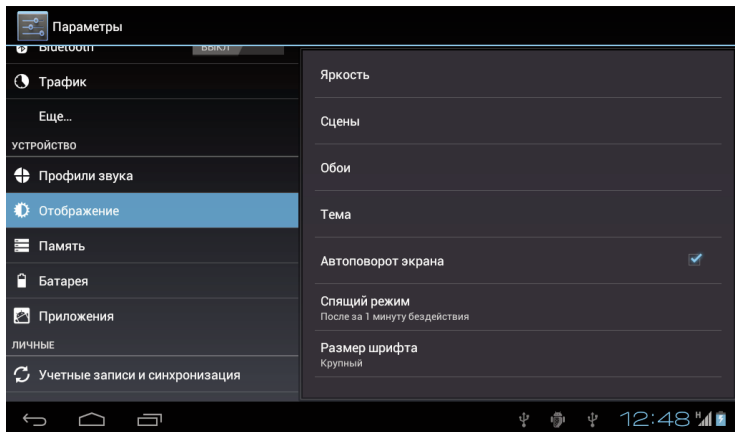 Параметры
Bluetooth
ВЫКЛ
Трафик
Еще...
УСТРОЙСТВО
Профили звука
Отображение
Память
Батарея
Приложения
ЛИЧНЫЕ
Учетные записи и синхронизация
Яркость
Сцены
Обои
Тема
Автоповорот экрана
Спящий режим
После за 1 минуту бездействия
Размер шрифта
Крупный
12:48
H